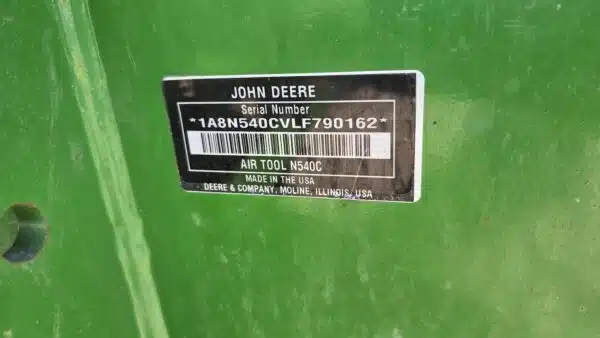 JOHN DEERE
Serial Number
*1A8N540CVLF790162*
AIR TOOL N540C
MADE IN THE USA
DEERE & COMPANY, MOLINE, ILLINOIS, USA